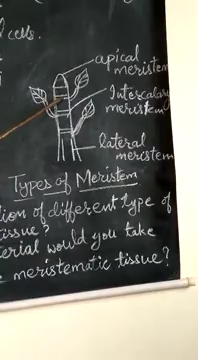 cells.
apical
meristem
Intercalary
meristem
lateral
meristem
Types of Meristem
tion of different type of
tissue?
erial would you take
meristematic tissue?